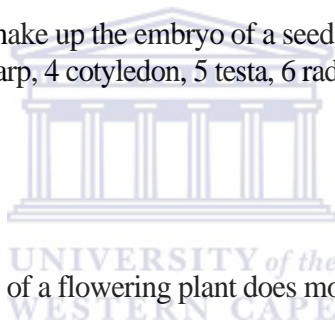 make up the embryo of a seed
arp, 4 cotyledon, 5 testa, 6 rad
UNIVERSITY of the
of a flowering plant does mo
WESTERN CAPE